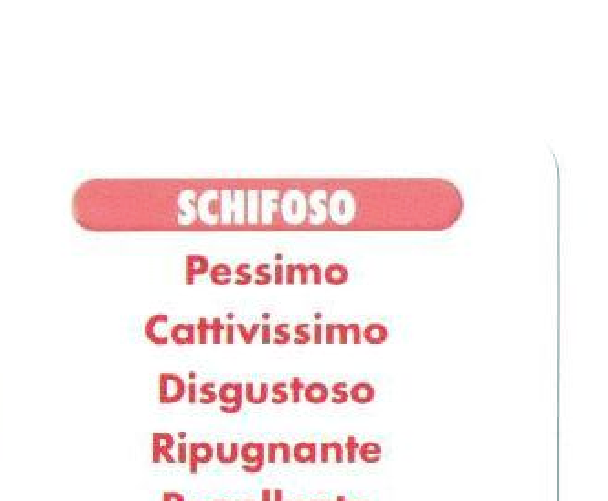 SCHIFOSO
Pessimo
Cattivissimo
Disgustoso
Ripugnante